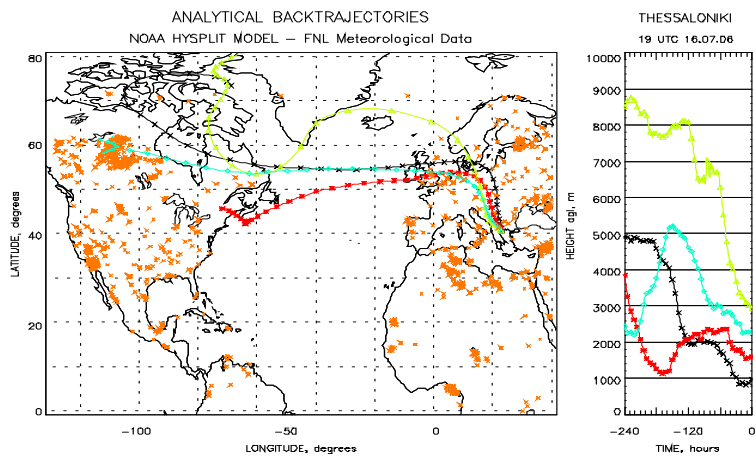 ANALYTICAL BACKTRAJECTORIES
NOAA HYSPLIT MODEL – FNL Meteorological Data
80
60
40
20
0
LATITUDE, degrees
-100
-50
0
LONGITUDE, degrees
THESSALONIKI
19 UTC 16.07.06
10000
9000
8000
7000
6000
5000
4000
3000
2000
1000
0
HEIGHT agl, m
-240
-120
0
TIME, hours